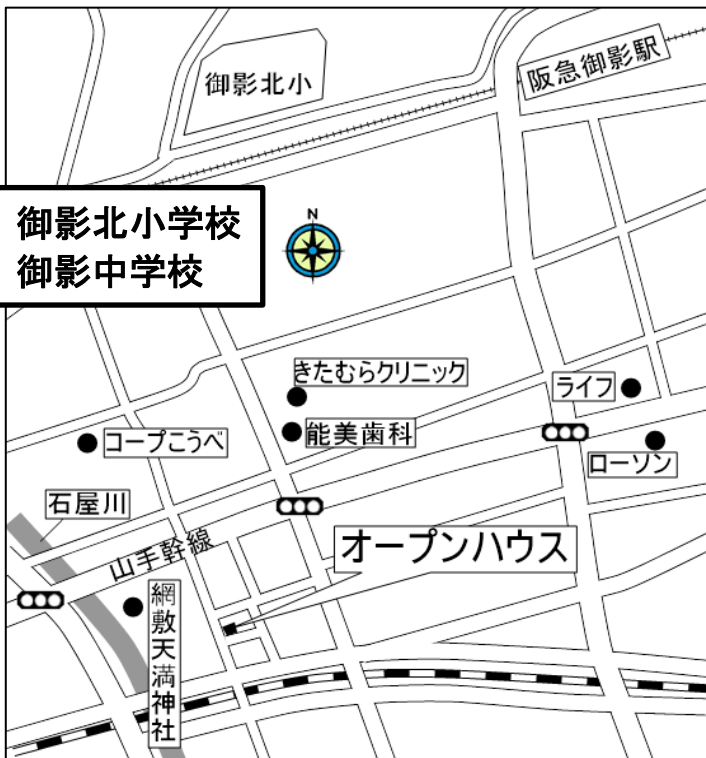 御影北小
阪急御影駅
御影北小学校
御影中学校
N
きたむらクリニック
ライフ
能美歯科
コープこうべ
ローソン
石屋川
山手幹線
オープンハウス
網敷天満神社